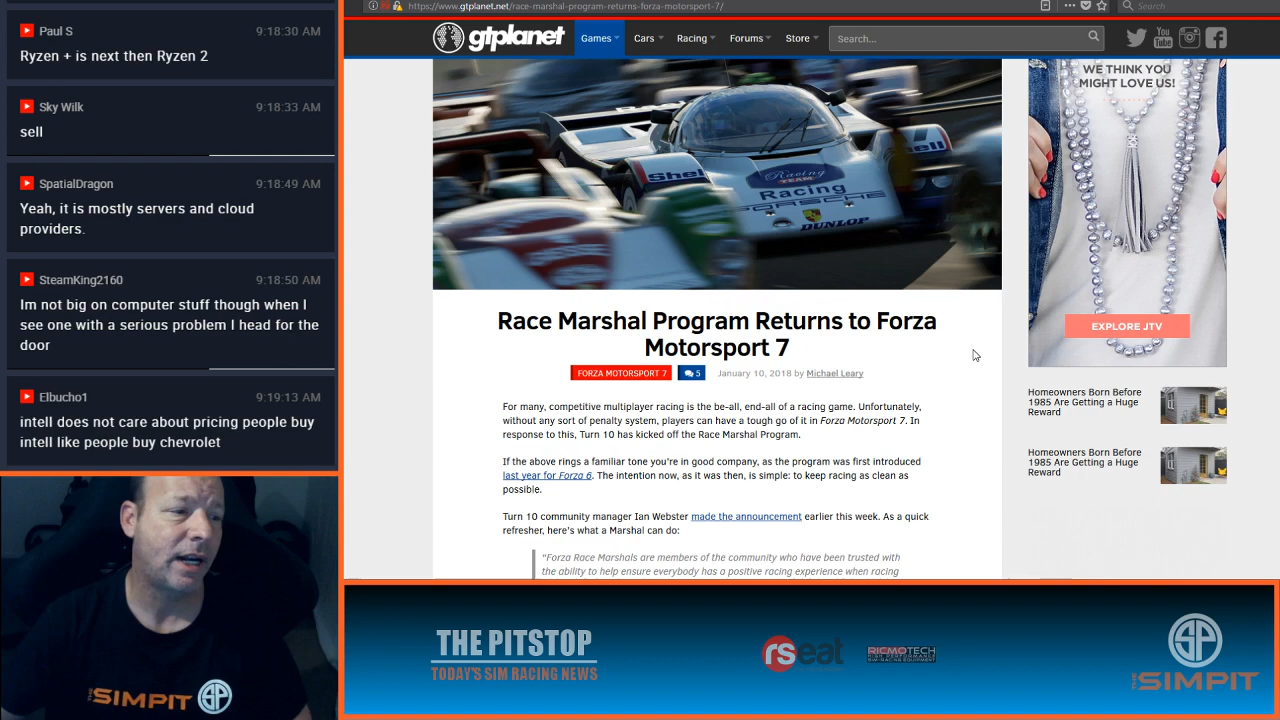 Paul S 9:18:30 AM
Ryzen + is next then Ryzen 2
Sky Wilk 9:18:33 AM
sell
SpatialDragon 9:18:49 AM
Yeah, it is mostly servers and cloud
providers.
SteamKing2160 9:18:50 AM
Im not big on computer stuff though when I
see one with a serious problem I head for the
door
Elbucho1 9:19:13 AM
intell does not care about pricing people buy
intell like people buy chevrolet
THE SIMPIT SP
https://www.gtplanet.net/race-marshal-program-returns-forza-motorsport-7/
Search
gtplanet Games Cars Racing Forums Store Search...
You Tube
Shell
Racing
TEAM
Racing
PORSCHE
DUNLOP
Race Marshal Program Returns to Forza
Motorsport 7
FORZA MOTORSPORT 7 5 January 10, 2018 by Michael Leary
For many, competitive multiplayer racing is the be-all, end-all of a racing game. Unfortunately,
without any sort of penalty system, players can have a tough go of it in Forza Motorsport 7. In
response to this, Turn 10 has kicked off the Race Marshal Program.
If the above rings a familiar tone you're in good company, as the program was first introduced
last year for Forza 6. The intention now, as it was then, is simple: to keep racing as clean as
possible.
Turn 10 community manager Ian Webster made the announcement earlier this week. As a quick
refresher, here's what a Marshal can do:
"Forza Race Marshals are members of the community who have been trusted with
the ability to help ensure everybody has a positive racing experience when racing
WE THINK YOU
MIGHT LOVE US!
EXPLORE JTV
Homeowners Born Before
1985 Are Getting a Huge
Reward
Homeowners Born Before
1985 Are Getting a Huge
Reward
THE PITSTOP
TODAY'S SIM RACING NEWS
rseat
RICMOTECH
SP
THE SIMPIT